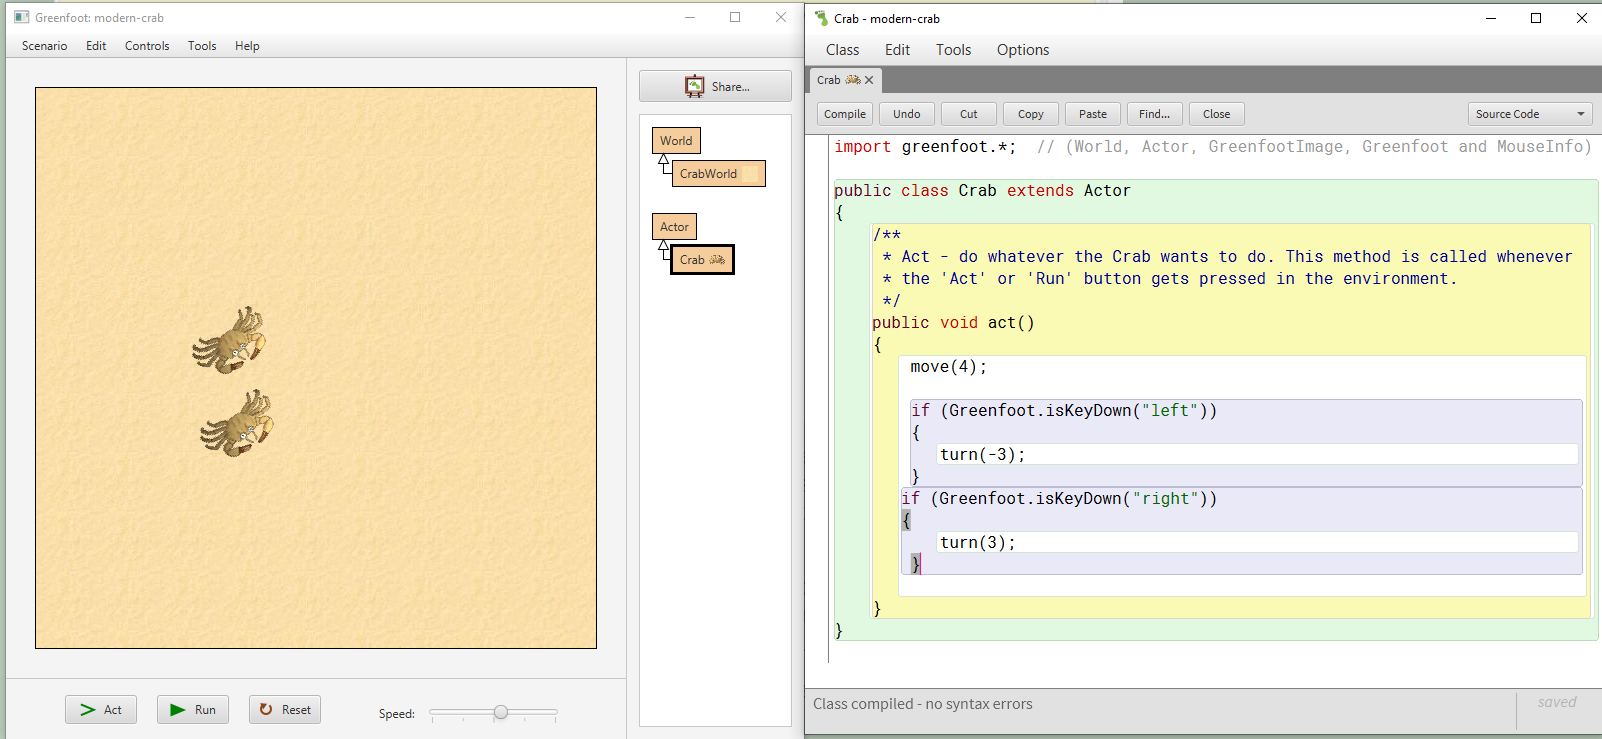 Greenfoot: modern-crab
Scenario Edit Controls Tools Help
Share...
World
CrabWorld
Actor
Crab
Act
Run
Reset
Speed:
Crab - modern-crab
Class Edit Tools Options
Crab
Compile Undo Cut Copy Paste Find... Close Source Code
import greenfoot.*;  // (World, Actor, GreenfootImage, Greenfoot and MouseInfo)
public class Crab extends Actor
{
/**
* Act - do whatever the Crab wants to do. This method is called whenever
* the 'Act' or 'Run' button gets pressed in the environment.
*/
public void act()
{
move(4);
if (Greenfoot.isKeyDown("left"))
{
turn(-3);
}
if (Greenfoot.isKeyDown("right"))
{
turn(3);
}
}
}
Class compiled - no syntax errors
saved